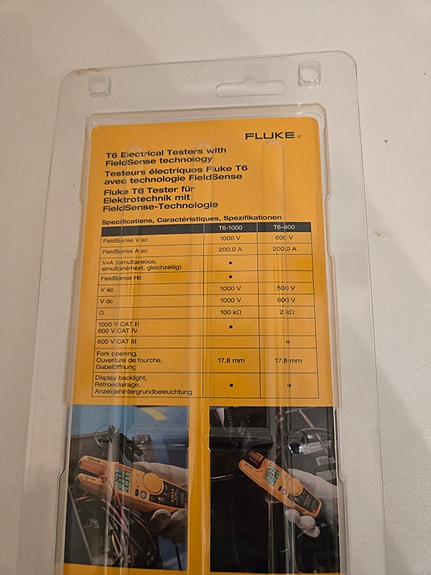 FLUKE®
T6 Electrical Testers with
FieldSense technology
Testeurs électriques Fluke T6
avec technologie FieldSense
Fluke T6 Tester für
Elektrotechnik mit
FieldSense-Technologie
Specifications, Caractéristiques, Spezifikationen
T6-1000 T6-600
FieldSense V ac 1000 V 600 V
FieldSense A ac 200,0 A 200,0 A
V+A (simultaneous,
simultanément, gleichzeitig) •
FieldSense Hz •
V ac 1000 V 600 V
V dc 1000 V 600 V
Ω 100 kΩ 2 kΩ
1000 V CAT III
600 V CAT IV •
600 V CAT III •
Fork opening,
Ouverture de fourche, 17.8 mm 17.8 mm
Gabelöffnung
Display backlight,
Rétroéclairage, • •
Anzeigehintergrundbeleuchtung